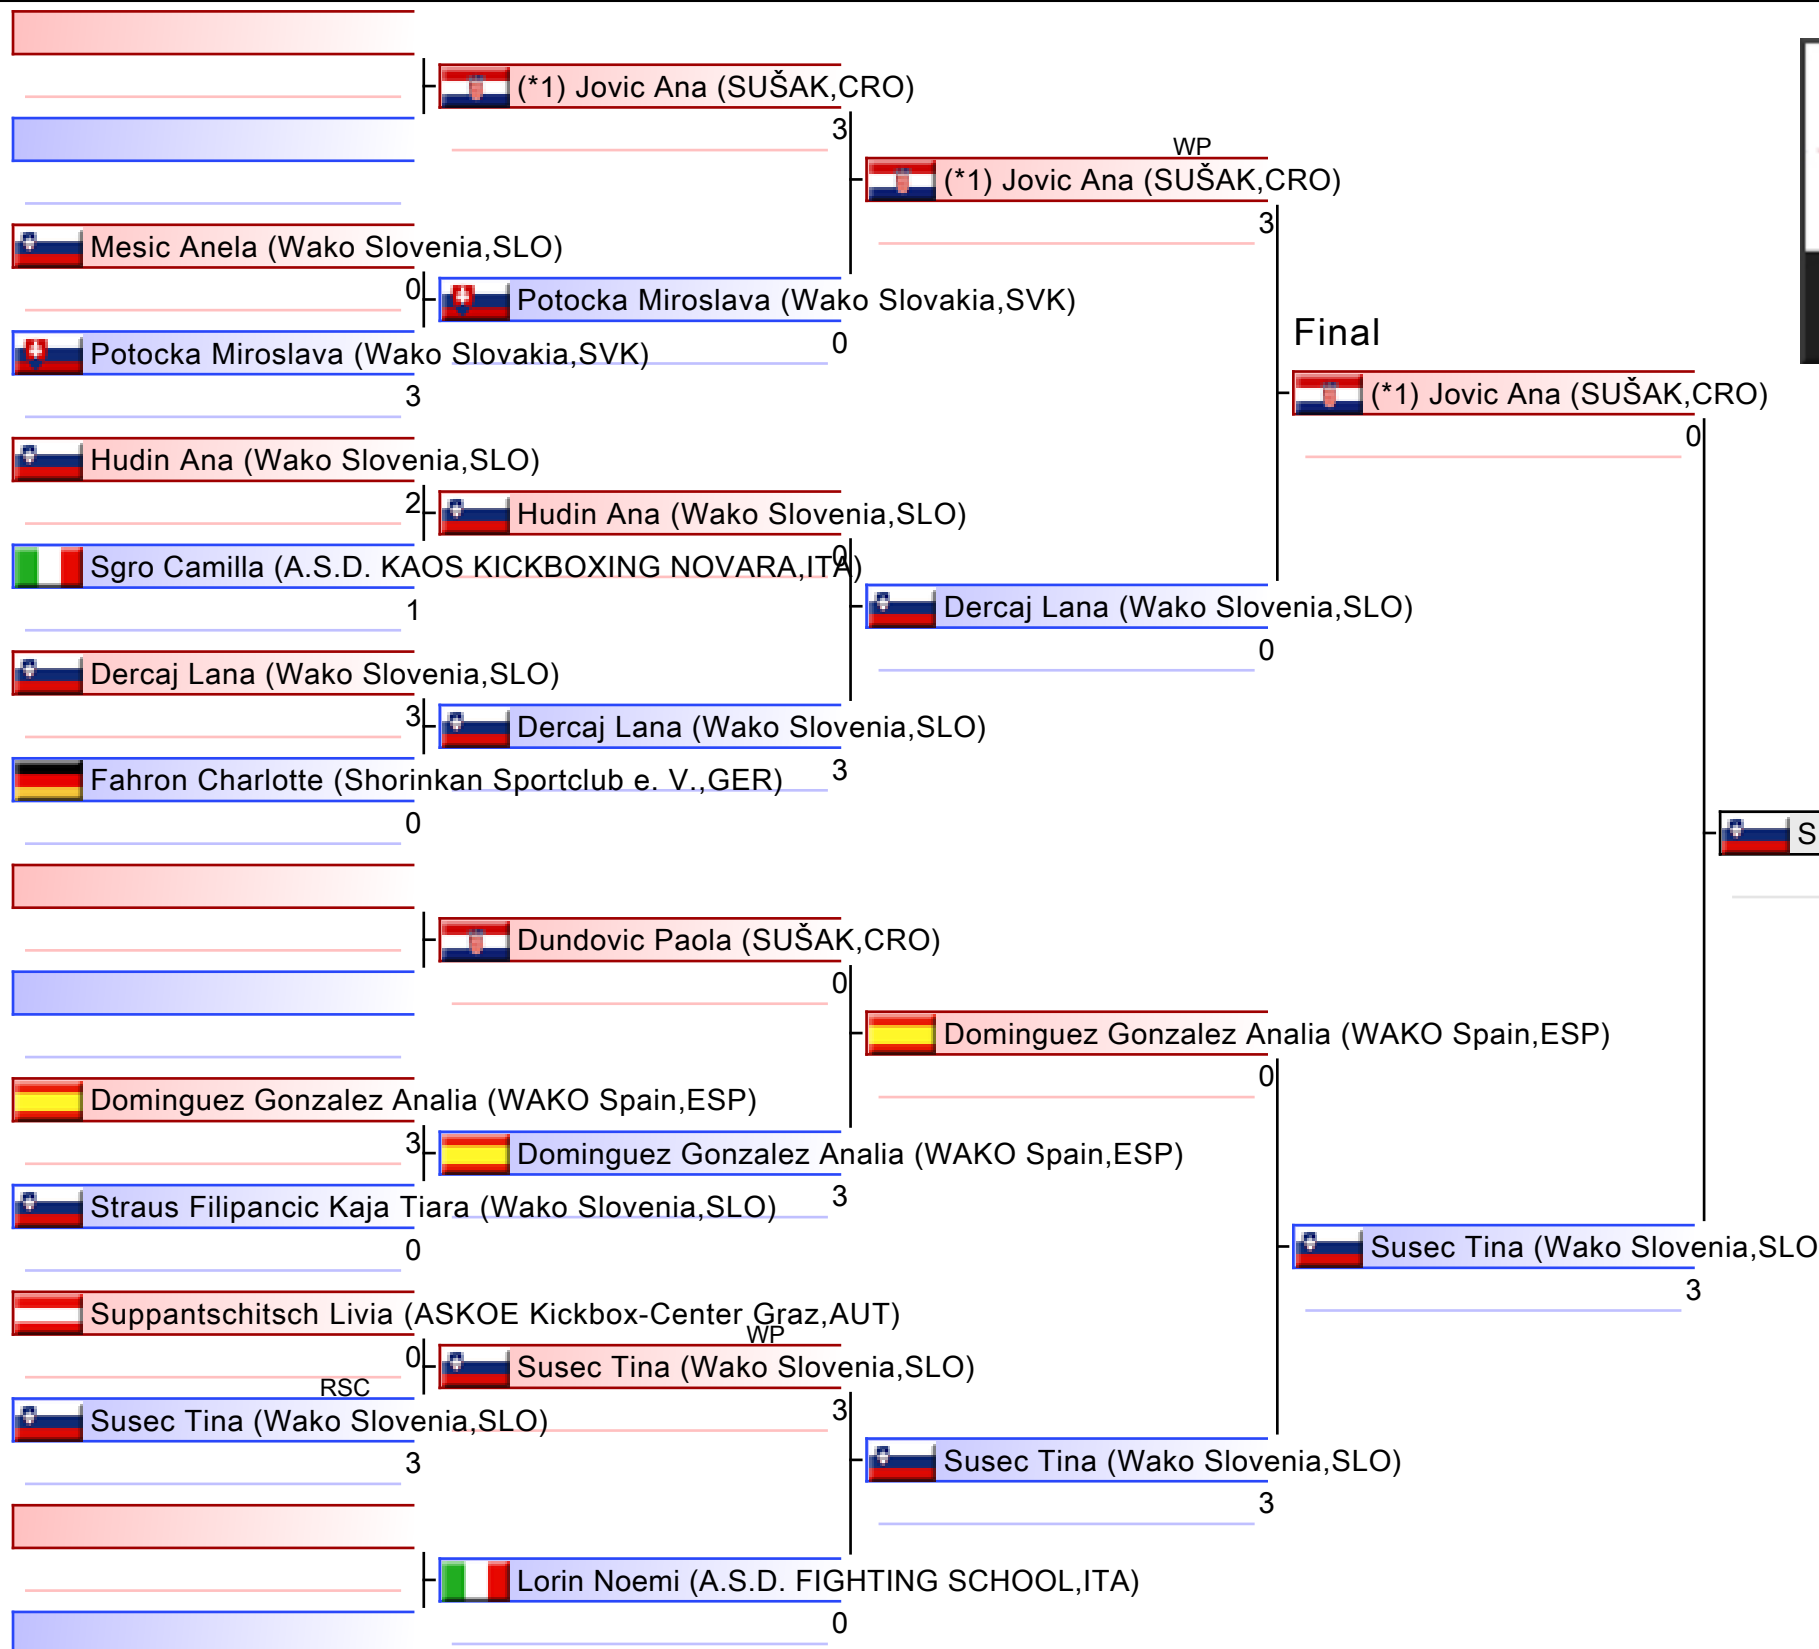 (*1) Jovic Ana (SUŠAK,CRO)
3
WP
(*1) Jovic Ana (SUŠAK,CRO)
3
Mesic Anela (Wako Slovenia,SLO)
0
Potocka Miroslava (Wako Slovakia,SVK)
0
Potocka Miroslava (Wako Slovakia,SVK)
3
Final
(*1) Jovic Ana (SUŠAK,CRO)
0
Hudin Ana (Wako Slovenia,SLO)
2
Hudin Ana (Wako Slovenia,SLO)
0
Sgro Camilla (A.S.D. KAOS KICKBOXING NOVARA,ITA)
1
Dercaj Lana (Wako Slovenia,SLO)
0
Dercaj Lana (Wako Slovenia,SLO)
3
Dercaj Lana (Wako Slovenia,SLO)
3
Fahron Charlotte (Shorinkan Sportclub e. V.,GER)
0
S
Dundovic Paola (SUŠAK,CRO)
0
Dominguez Gonzalez Analia (WAKO Spain,ESP)
0
Dominguez Gonzalez Analia (WAKO Spain,ESP)
3
Dominguez Gonzalez Analia (WAKO Spain,ESP)
3
Straus Filipancic Kaja Tiara (Wako Slovenia,SLO)
0
Susec Tina (Wako Slovenia,SLO
3
Suppantschitsch Livia (ASKOE Kickbox-Center Graz,AUT)
0
WP
Susec Tina (Wako Slovenia,SLO)
3
RSC
Susec Tina (Wako Slovenia,SLO)
3
Susec Tina (Wako Slovenia,SLO)
3
Lorin Noemi (A.S.D. FIGHTING SCHOOL,ITA)
0